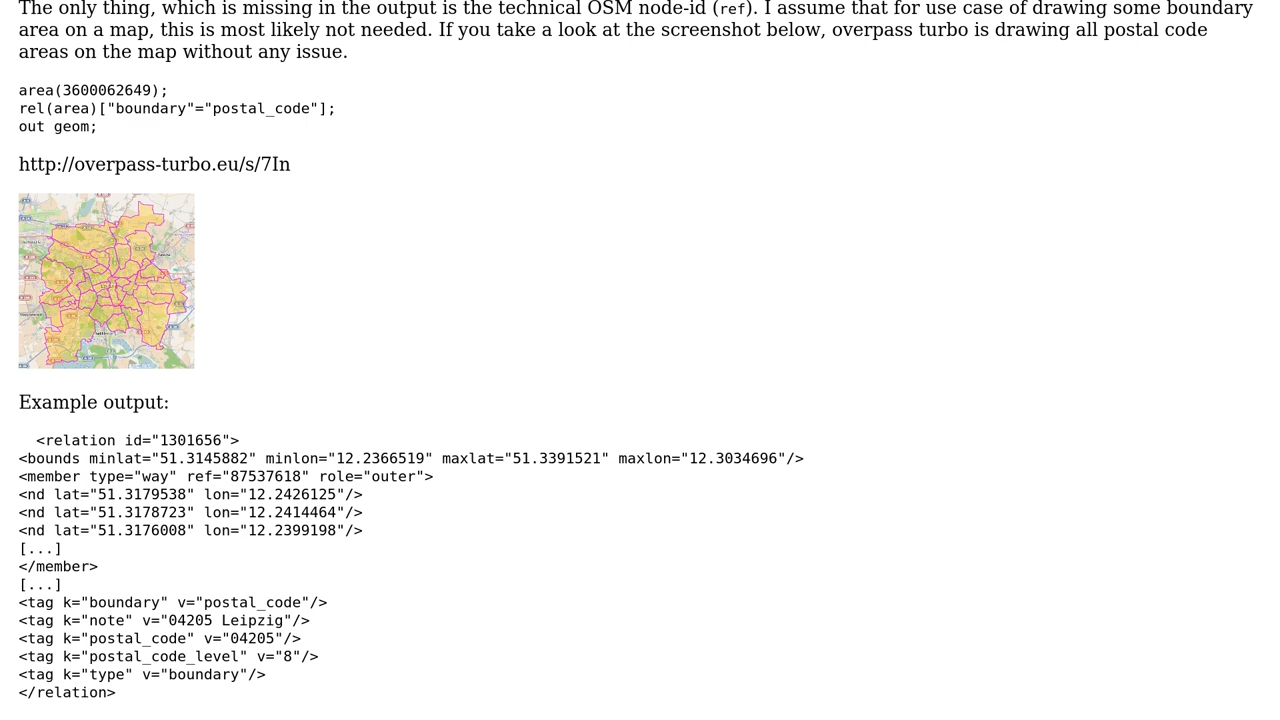 The only thing, which is missing in the output is the technical OSM node-id (ref). I assume that for use case of drawing some boundary
area on a map, this is most likely not needed. If you take a look at the screenshot below, overpass turbo is drawing all postal code
areas on the map without any issue.
area(3600062649);
rel(area)["boundary"="postal_code"];
out geom;
http://overpass-turbo.eu/s/7In
Example output:
  <relation id="1301656">
<bounds minlat="51.3145882" minlon="12.2366519" maxlat="51.3391521" maxlon="12.3034696"/>
<member type="way" ref="87537618" role="outer">
<nd lat="51.3179538" lon="12.2426125"/>
<nd lat="51.3178723" lon="12.2414464"/>
<nd lat="51.3176008" lon="12.2399198"/>
[...]
</member>
[...]
<tag k="boundary" v="postal_code"/>
<tag k="note" v="04205 Leipzig"/>
<tag k="postal_code" v="04205"/>
<tag k="postal_code_level" v="8"/>
<tag k="type" v="boundary"/>
</relation>